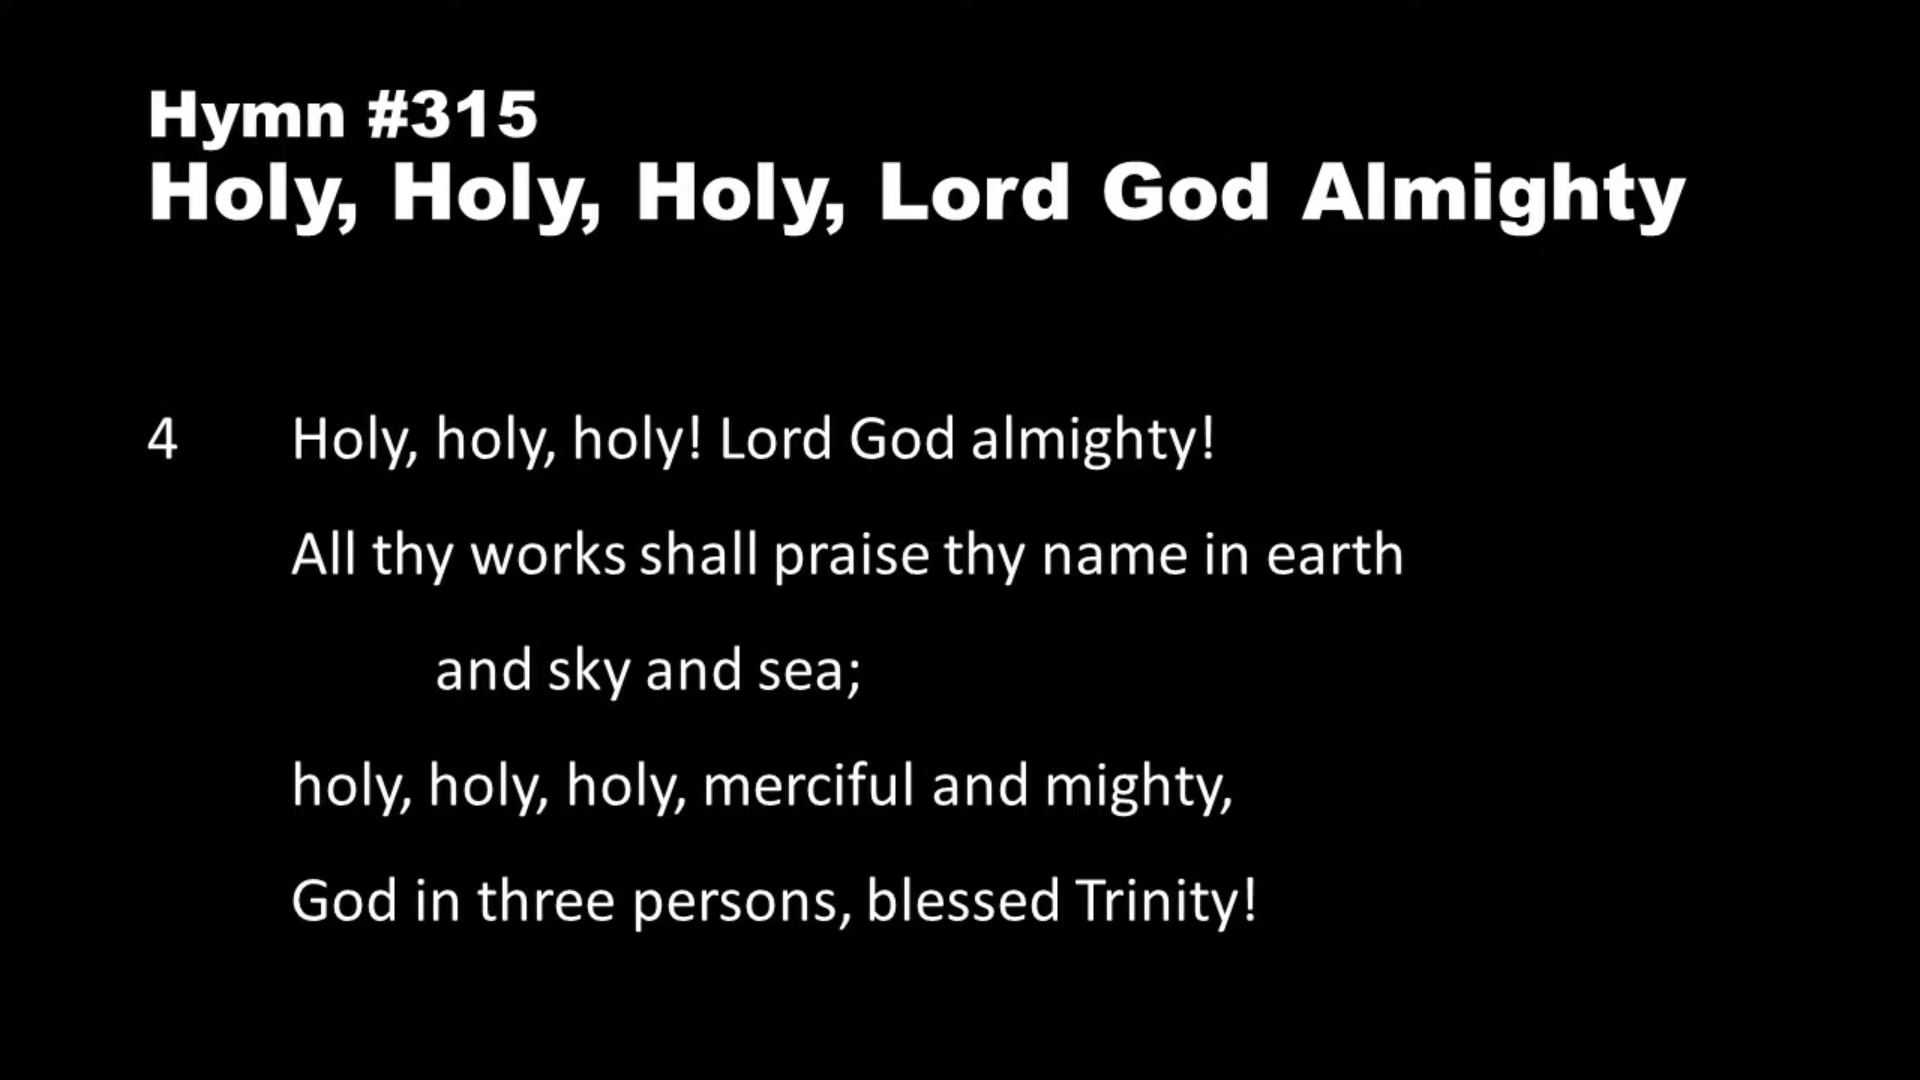 Hymn #315
Holy, Holy, Holy, Lord God Almighty
4 Holy, holy, holy! Lord God almighty!
All thy works shall praise thy name in earth
and sky and sea;
holy, holy, holy, merciful and mighty,
God in three persons, blessed Trinity!